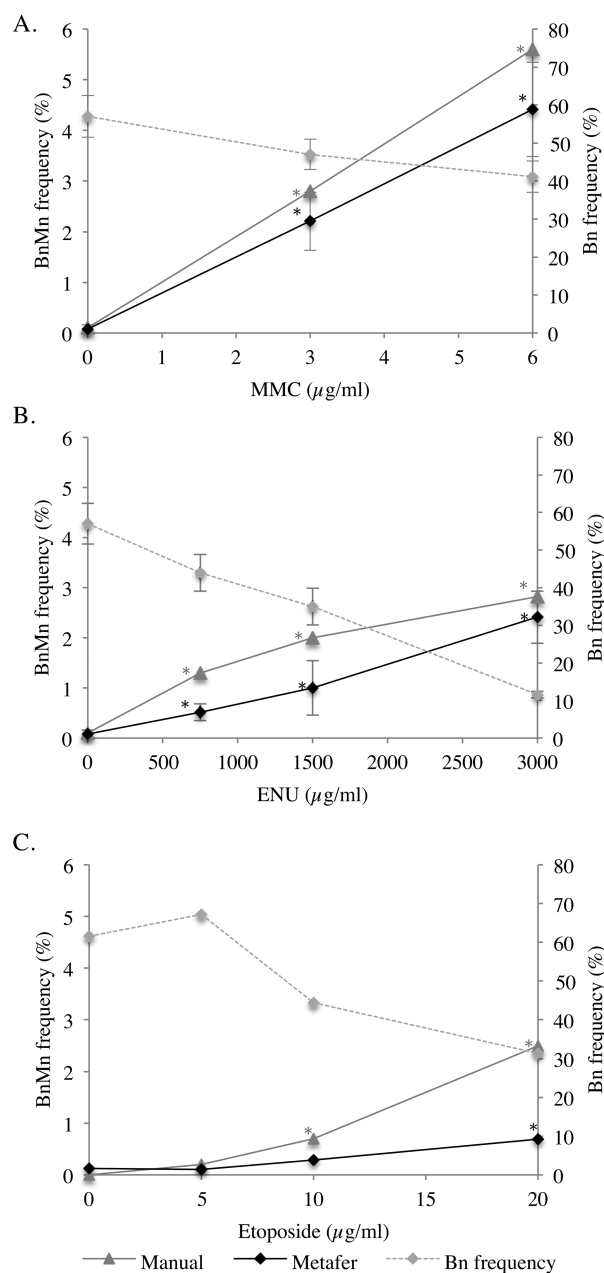 A.
BnMn frequency (%)
6
5
4
3
2
1
0
80
70
60
50
40
30
20
10
0
Bn frequency (%)
* * * *
0 1 2 3 4 5 6
MMC (µg/ml)
B.
BnMn frequency (%)
6
5
4
3
2
1
0
80
70
60
50
40
30
20
10
0
Bn frequency (%)
* * * * * *
0 500 1000 1500 2000 2500 3000
ENU (µg/ml)
C.
BnMn frequency (%)
6
5
4
3
2
1
0
80
70
60
50
40
30
20
10
0
Bn frequency (%)
* * *
0 5 10 15 20
Etoposide (µg/ml)
Manual Metafer Bn frequency